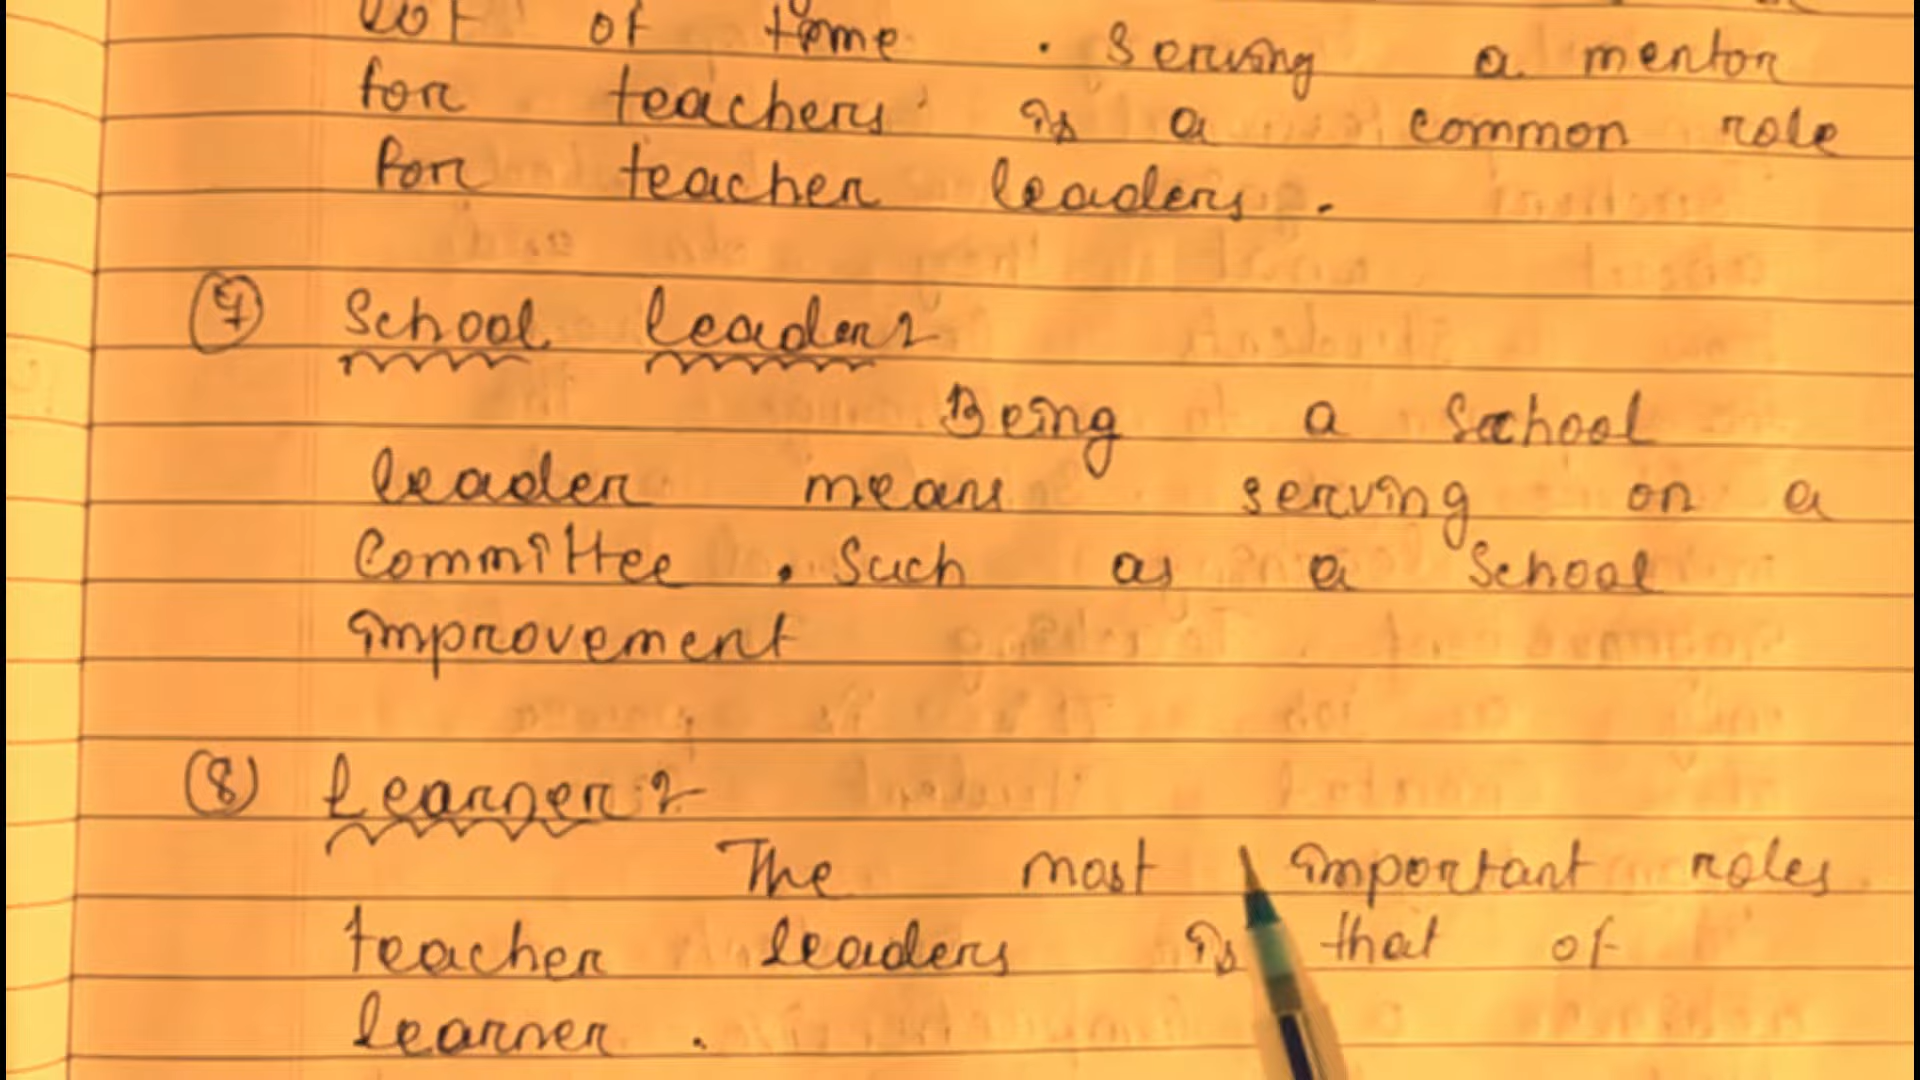 lot of time . Serving a mentor
for teachers is a common role
for teacher leaders .
(7) School leader :-
Being a School
leader means serving on a
Committee . Such as a School
improvement
(8) Learner :-
The most important roles
teacher leaders is that of
learner .